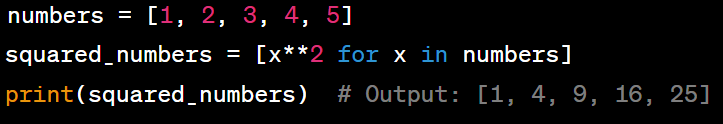 numbers = [1, 2, 3, 4, 5]
squared_numbers = [x**2 for x in numbers]
print(squared_numbers)  # Output: [1, 4, 9, 16, 25]